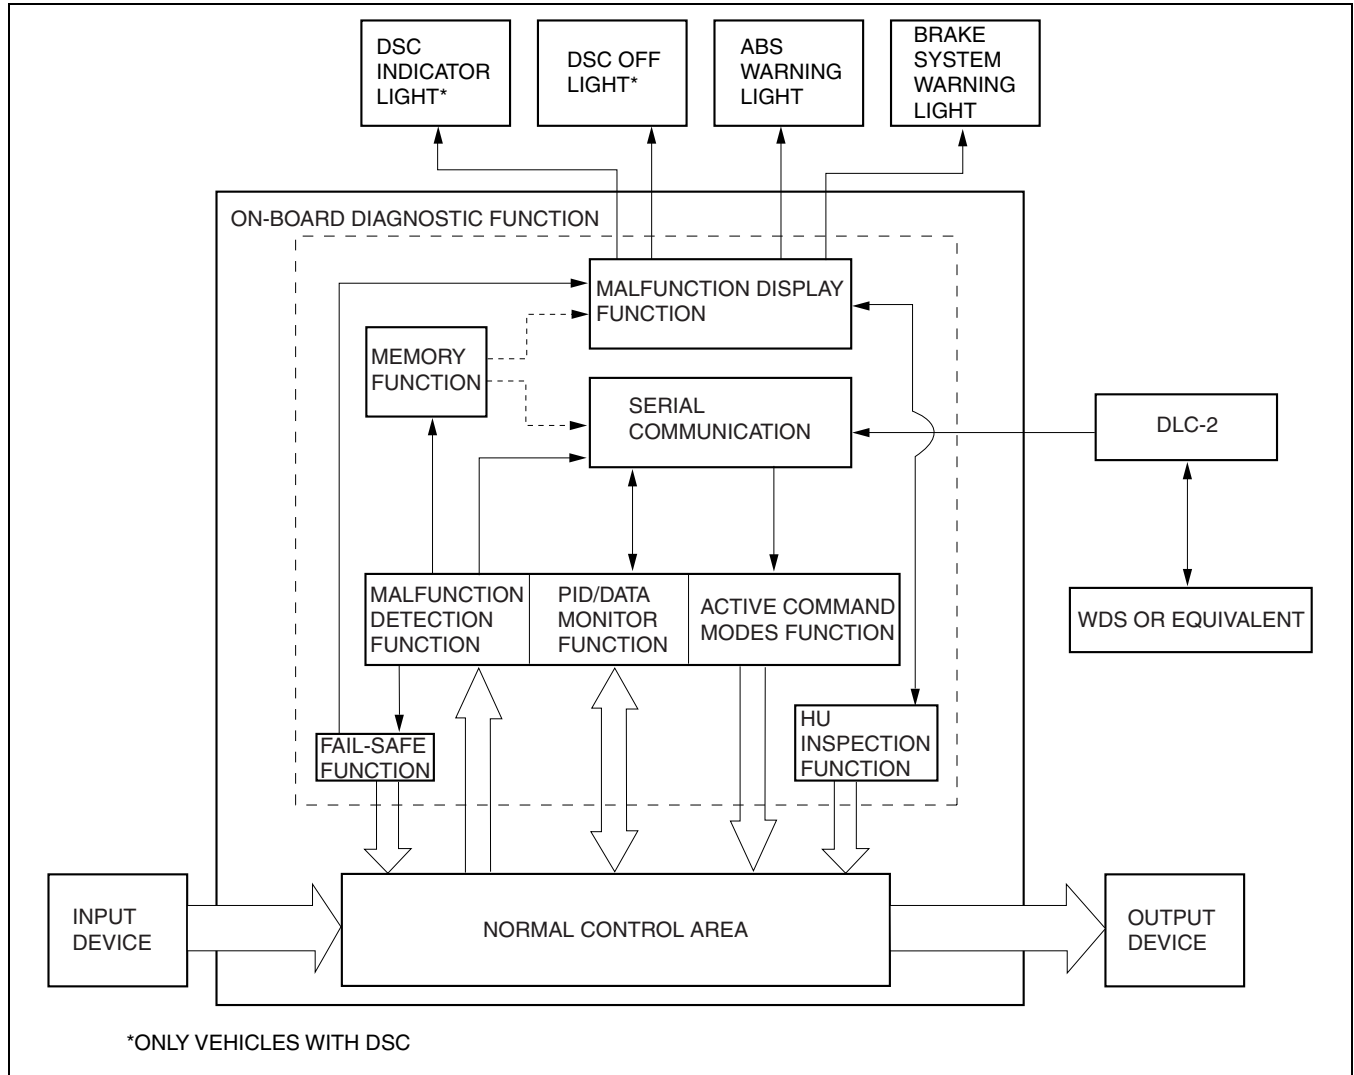 DSC
INDICATOR
LIGHT*
DSC OFF
LIGHT*
ABS
WARNING
LIGHT
BRAKE
SYSTEM
WARNING
LIGHT
ON-BOARD DIAGNOSTIC FUNCTION
MALFUNCTION DISPLAY
FUNCTION
MEMORY
FUNCTION
SERIAL
COMMUNICATION
DLC-2
MALFUNCTION
DETECTION
FUNCTION
PID/DATA
MONITOR
FUNCTION
ACTIVE COMMAND
MODES FUNCTION
WDS OR EQUIVALENT
FAIL-SAFE
FUNCTION
HU
INSPECTION
FUNCTION
INPUT
DEVICE
NORMAL CONTROL AREA
OUTPUT
DEVICE
*ONLY VEHICLES WITH DSC